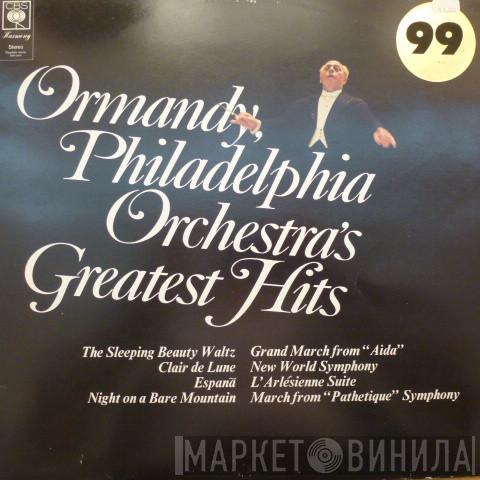 CBS
Harmony
Stereo
99
Ormandy,
Philadelphia
Orchestra's
Greatest Hits
The Sleeping Beauty Waltz
Clair de Lune
Españā
Night on a Bare Mountain
Grand March from "Aida"
New World Symphony
L'Arlésienne Suite
March from "Pathetique" Symphony
МАРКЕТ ВИНИЛА